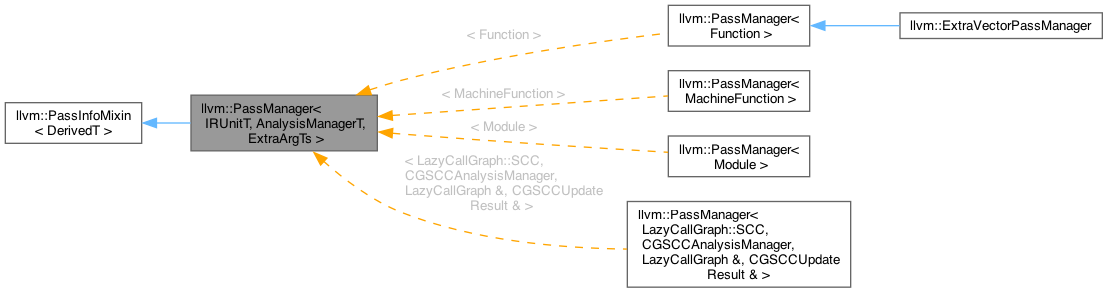 llvm::PassInfoMixin
< DerivedT >
llvm::PassManager<
IRUnitT, AnalysisManagerT,
ExtraArgTs >
< Function >
< MachineFunction >
< Module >
< LazyCallGraph::SCC,
CGSCCAnalysisManager,
LazyCallGraph &, CGSCCUpdate
Result & >
llvm::PassManager<
Function >
llvm::ExtraVectorPassManager
llvm::PassManager<
MachineFunction >
llvm::PassManager<
Module >
llvm::PassManager<
LazyCallGraph::SCC,
CGSCCAnalysisManager,
LazyCallGraph &, CGSCCUpdate
Result & >